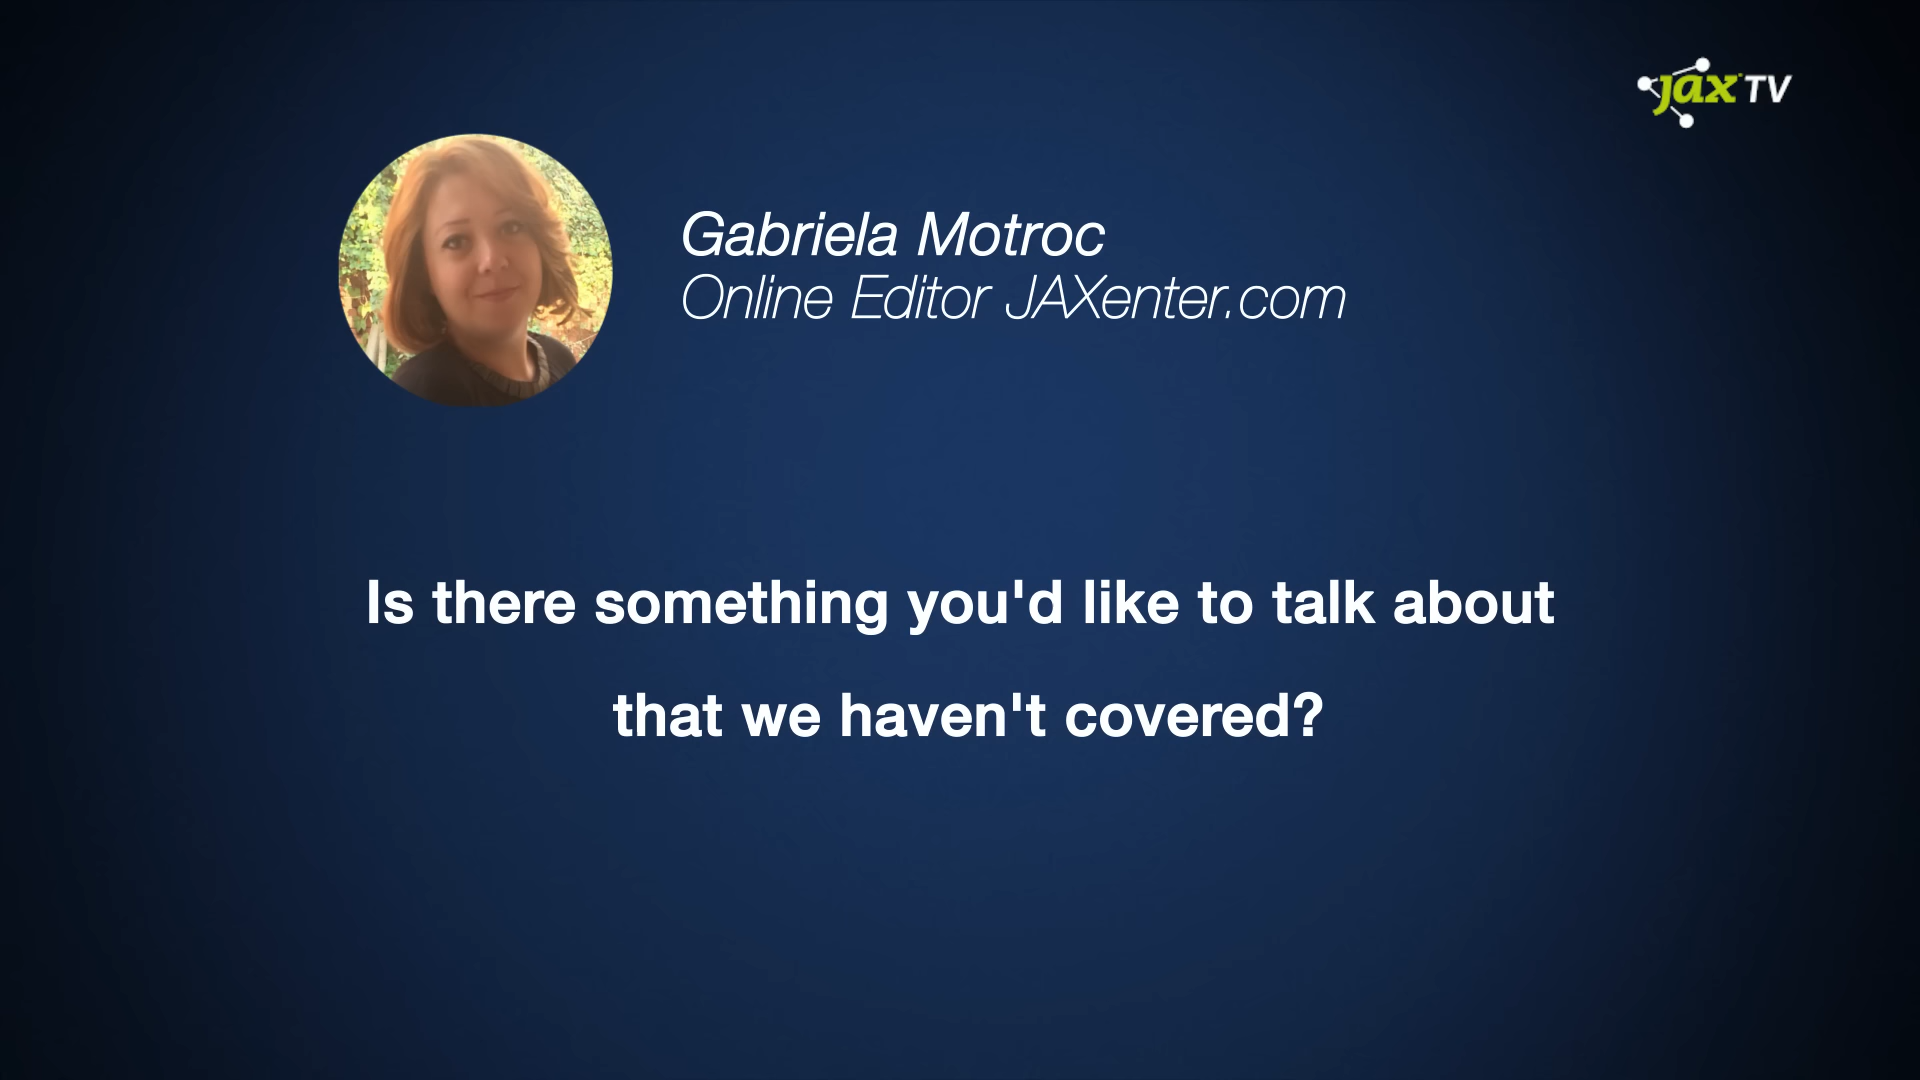 jax TV
Gabriela Motroc
Online Editor JAXenter.com
Is there something you'd like to talk about
that we haven't covered?